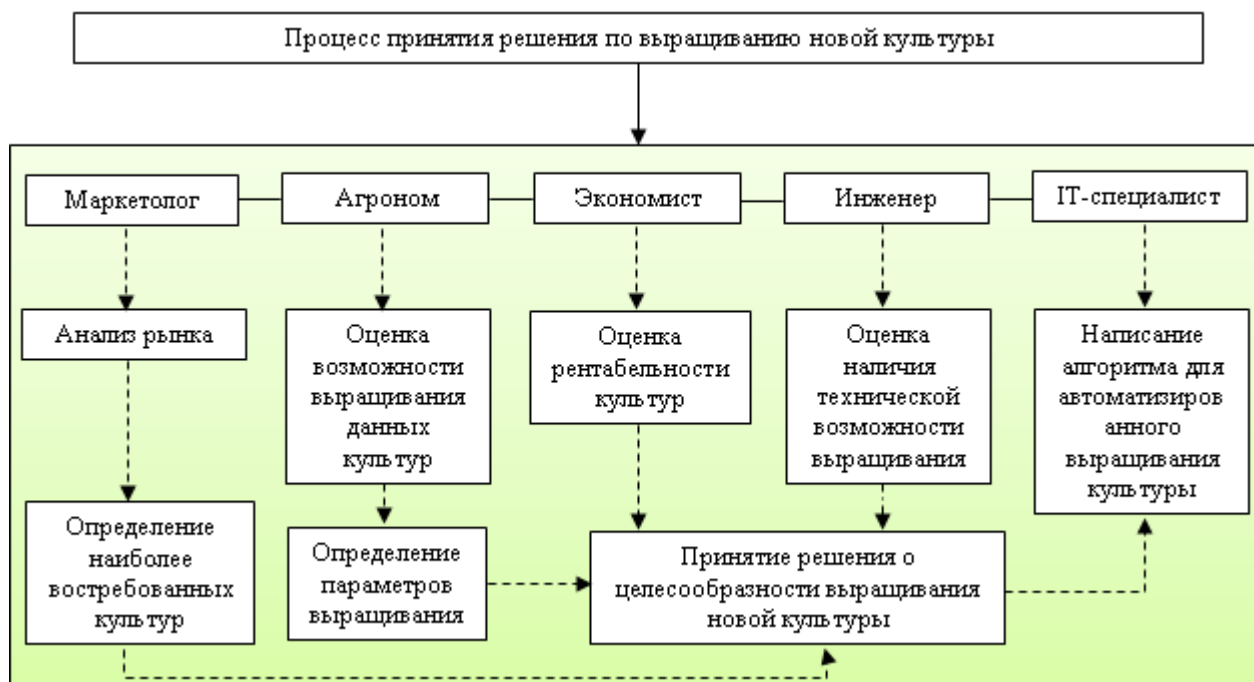 Процесс принятия решения по выращиванию новой культуры
Маркетолог
Агроном
Экономист
Инженер
IT-специалист
Анализ рынка
Оценка
возможности
выращивания
данных
культур
Оценка
рентабельности
культур
Оценка
наличия
технической
возможности
выращивания
Написание
алгоритма для
автоматизиров
анного
выращивания
культуры
Определение
наиболее
востребованных
культур
Определение
параметров
выращивания
Принятие решения о
целесообразности выращивания
новой культуры